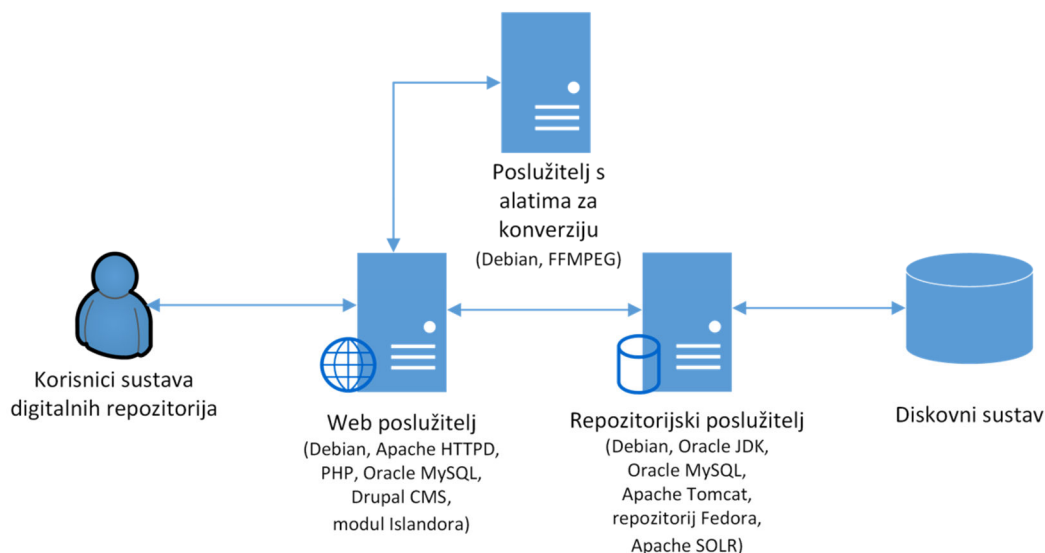 Poslužitelj s
alatima za
konverziju
(Debian, FFMPEG)
Korisnici sustava
digitalnih repozitorija
Web poslužitelj
(Debian, Apache HTTPD,
PHP, Oracle MySQL,
Drupal CMS,
modul Islandora)
Repozitorijski poslužitelj
(Debian, Oracle JDK,
Oracle MySQL,
Apache Tomcat,
repozitorij Fedora,
Apache SOLR)
Diskovni sustav